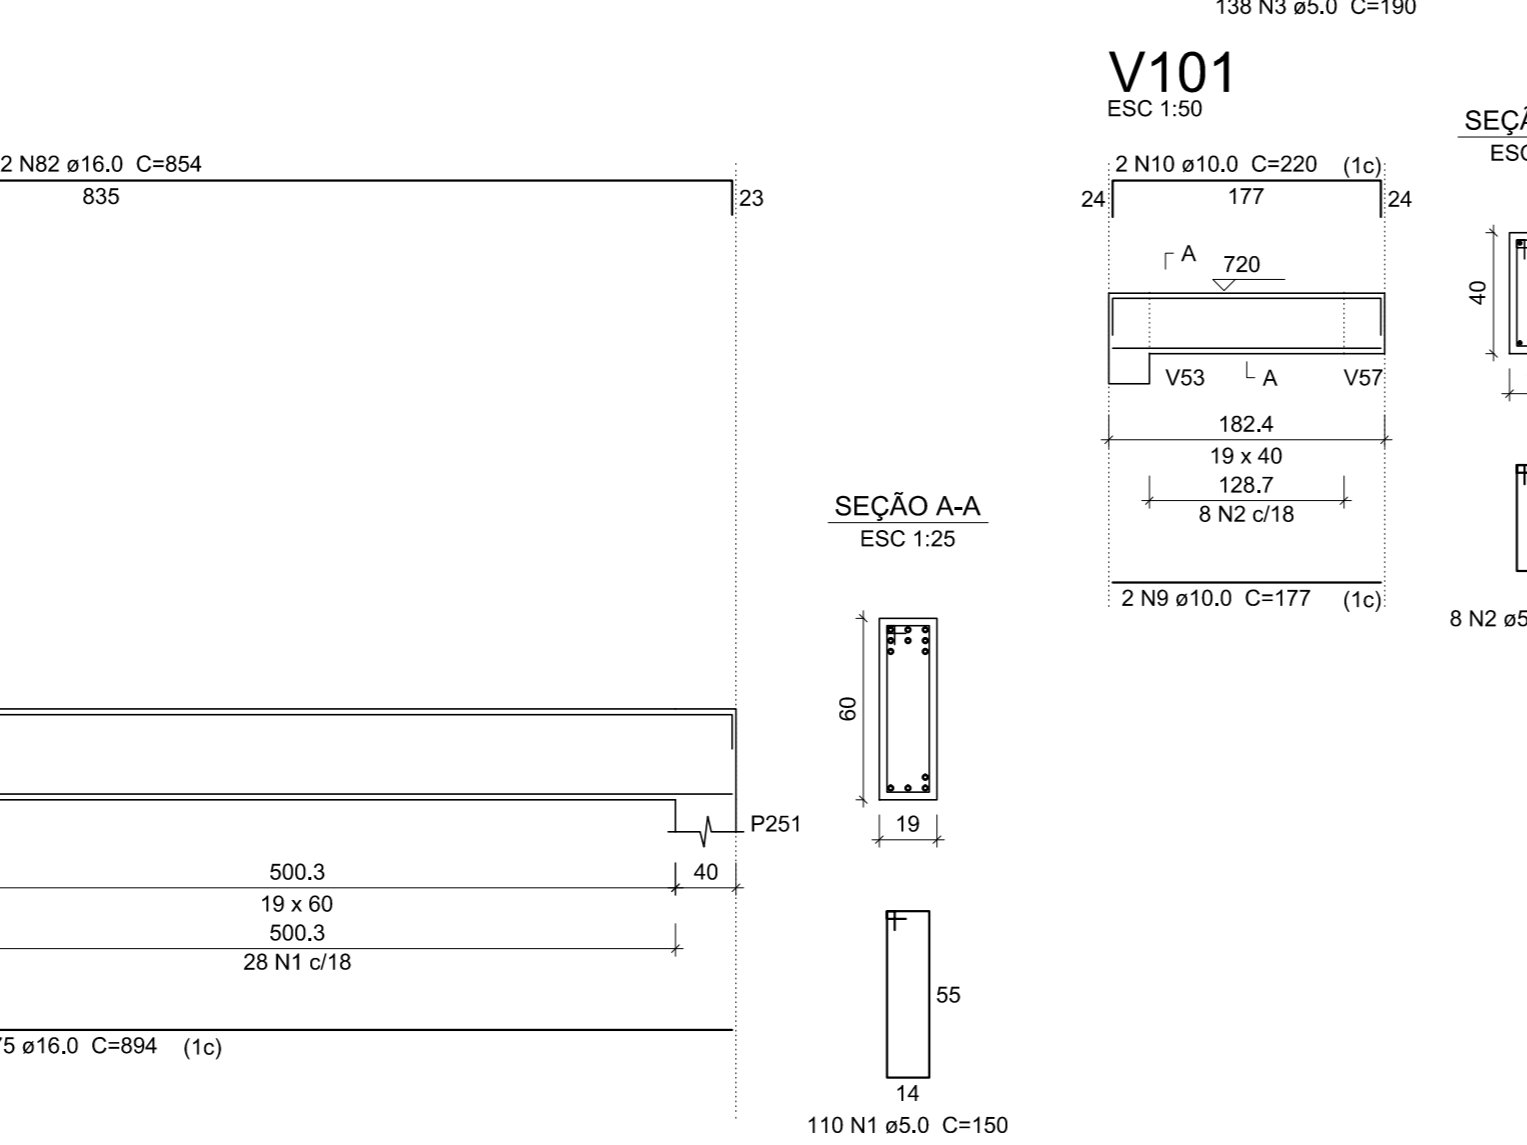 138 N3 ø5.0 C=190
V101
ESC 1:50
2 N82 ø16.0 C=854
835
23
2 N10 ø10.0 C=220 (1c)
24
177
24
A
720
V53
A
V57
182.4
19 x 40
128.7
8 N2 c/18
2 N9 ø10.0 C=177 (1c)
40
8 N2
SEÇÃO A-A
ESC 1:25
60
19
P251
500.3
40
19 x 60
500.3
28 N1 c/18
ø16.0 C=894 (1c)
55
14
110 N1 ø5.0 C=150